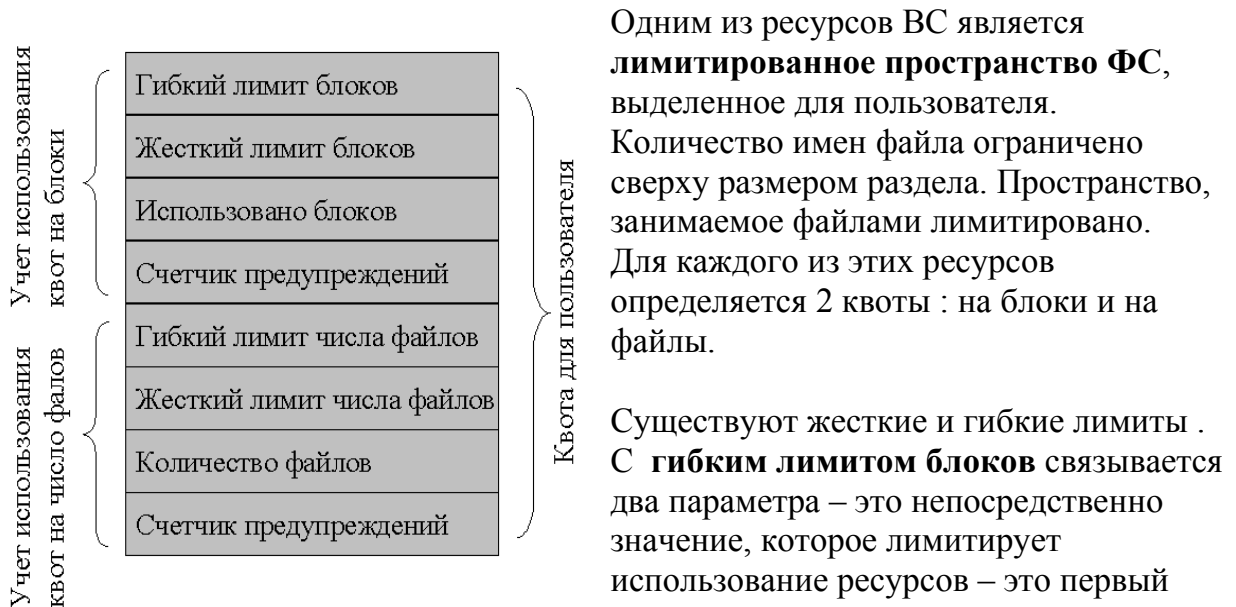 Учет использования
квот на блоки
Учет использования
квот на число фалов
Гибкий лимит блоков
Жесткий лимит блоков
Использовано блоков
Счетчик предупреждений
Гибкий лимит числа файлов
Жесткий лимит числа файлов
Количество файлов
Счетчик предупреждений
Квота для пользователя
Одним из ресурсов ВС является
лимитированное пространство ФС,
выделенное для пользователя.
Количество имен файла ограничено
сверху размером раздела. Пространство,
занимаемое файлами лимитировано.
Для каждого из этих ресурсов
определяется 2 квоты : на блоки и на
файлы.
Существуют жесткие и гибкие лимиты .
С гибким лимитом блоков связывается
два параметра – это непосредственно
значение, которое лимитирует
использование ресурсов – это первый